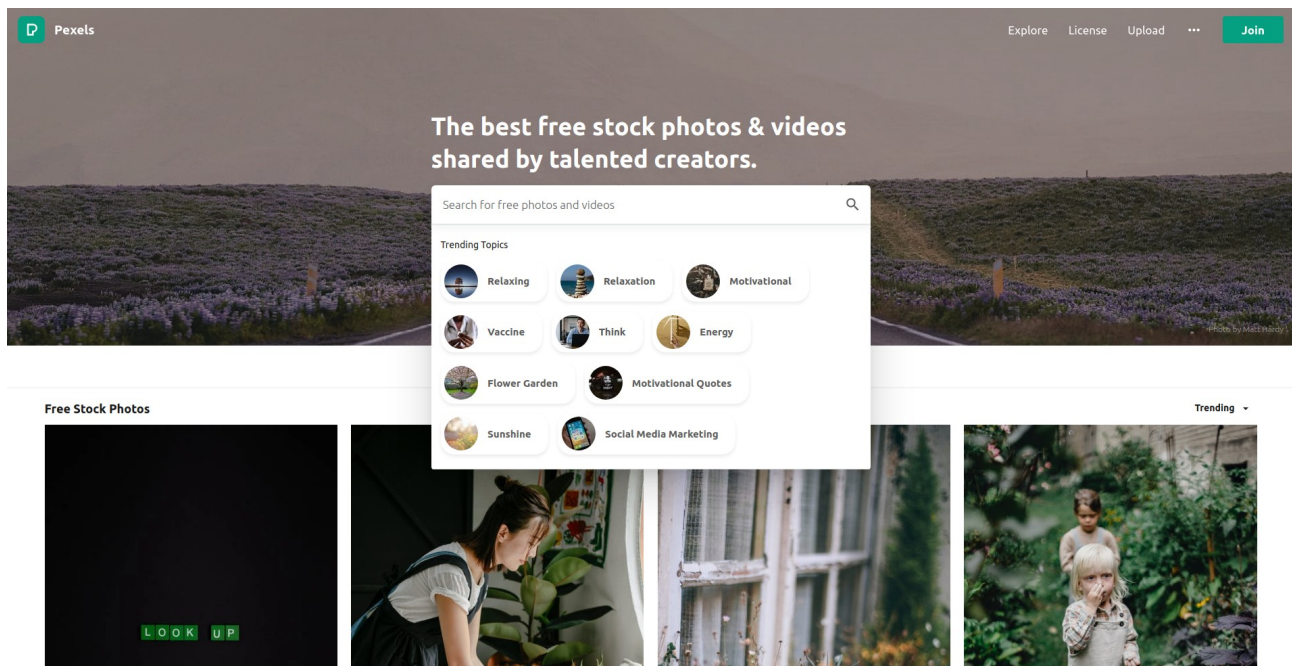 Pexels
Explore License Upload ••• Join
The best free stock photos & videos
shared by talented creators.
Search for free photos and videos
Trending Topics
Relaxing Relaxation Motivational
Vaccine Think Energy
Photo by Matt Hardy
Flower Garden Motivational Quotes
Free Stock Photos
Trending
Sunshine Social Media Marketing
LOOK UP